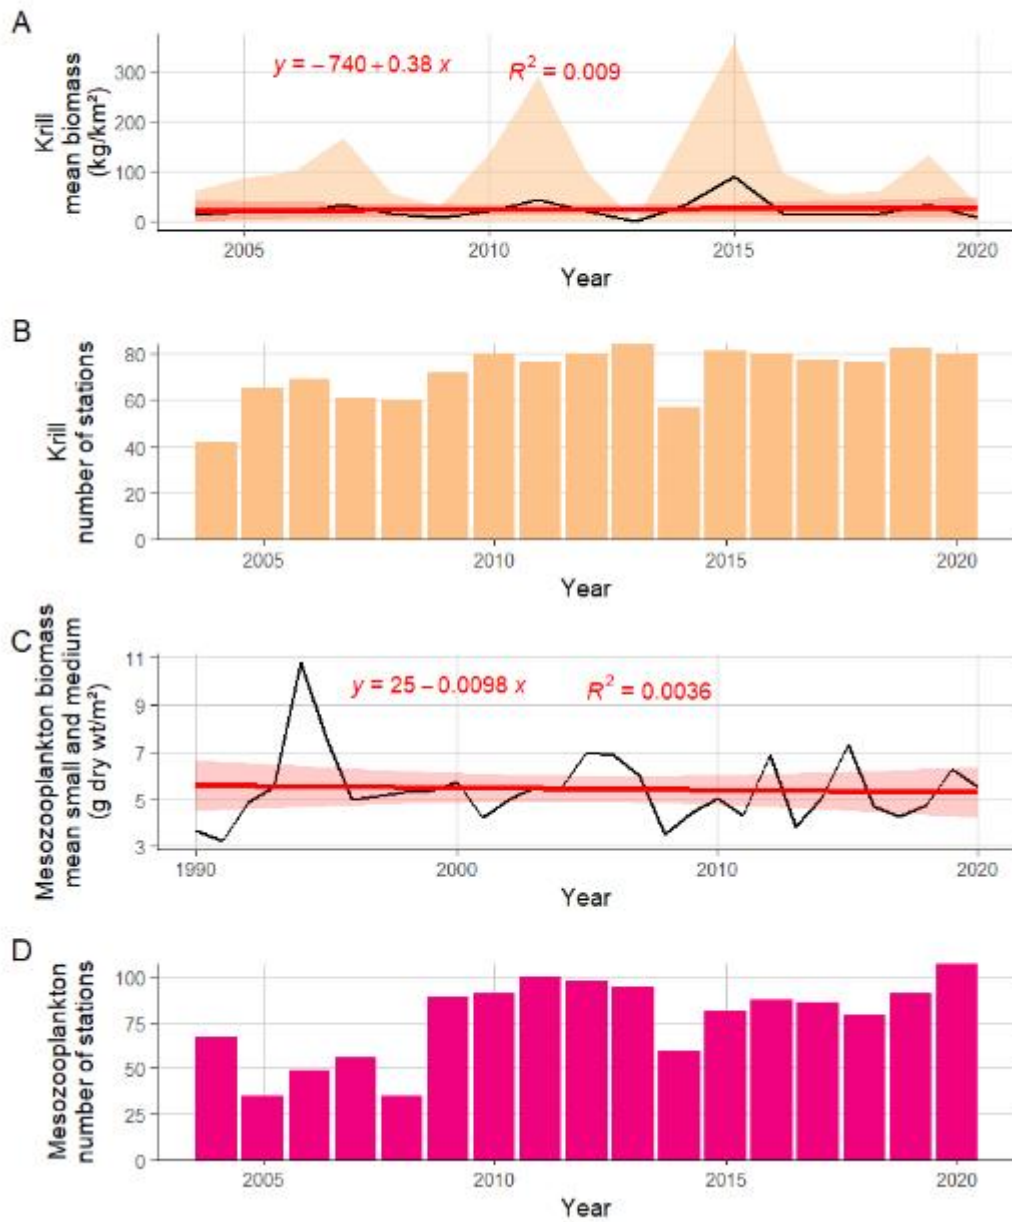 A
Krill
mean biomass
(kg/km²)
y = −740 + 0.38 x
R² = 0.009
300
200
100
0
2005
2010
2015
2020
Year
B
Krill
number of stations
80
60
40
20
0
2005
2010
2015
2020
Year
C
Mesozooplankton biomass
mean small and medium
(g dry wt/m²)
y = 25 − 0.0098 x
R² = 0.0036
11
9
7
5
3
1990
2000
2010
2020
Year
D
Mesozooplankton
number of stations
100
75
50
25
0
2005
2010
2015
2020
Year